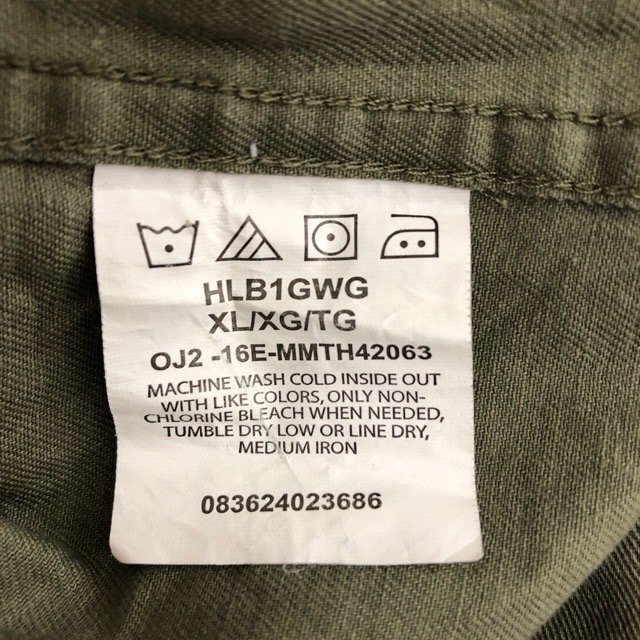 HLB1GWG
XL/XG/TG
OJ2 -16E-MMTH42063
MACHINE WASH COLD INSIDE OUT
WITH LIKE COLORS, ONLY NON-
CHLORINE BLEACH WHEN NEEDED,
TUMBLE DRY LOW OR LINE DRY,
MEDIUM IRON
083624023686